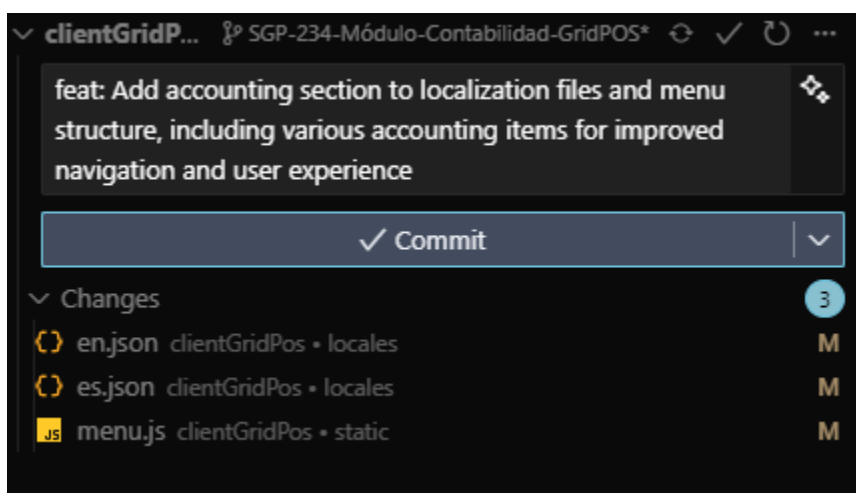 clientGridP... SGP-234-Módulo-Contabilidad-GridPOS*
feat: Add accounting section to localization files and menu
structure, including various accounting items for improved
navigation and user experience
Commit
Changes 3
en.json clientGridPos • locales M
es.json clientGridPos • locales M
JS menu.js clientGridPos • static M